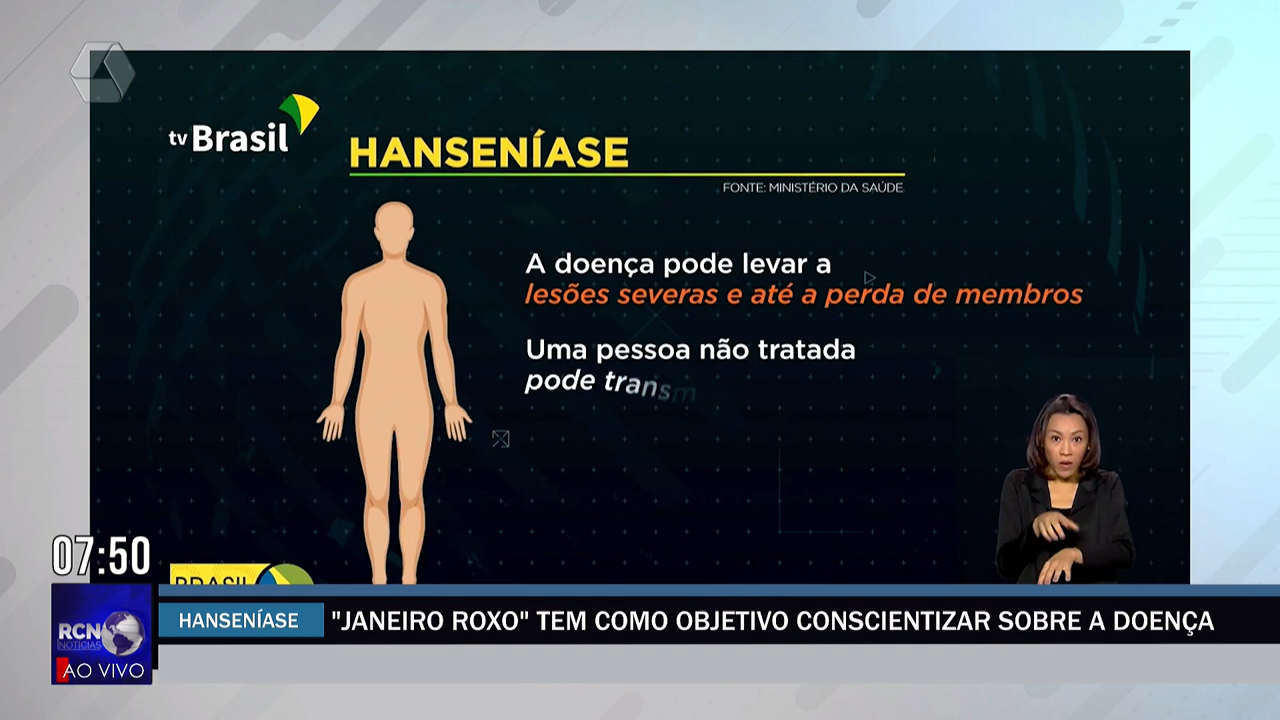 tv Brasil
HANSENÍASE
FONTE: MINISTÉRIO DA SAÚDE
A doença pode levar a
lesões severas e até a perda de membros
Uma pessoa não tratada
pode transm
07:50
BRASIL
RCN
NOTÍCIAS
AO VIVO
HANSENÍASE
"JANEIRO ROXO" TEM COMO OBJETIVO CONSCIENTIZAR SOBRE A DOENÇA